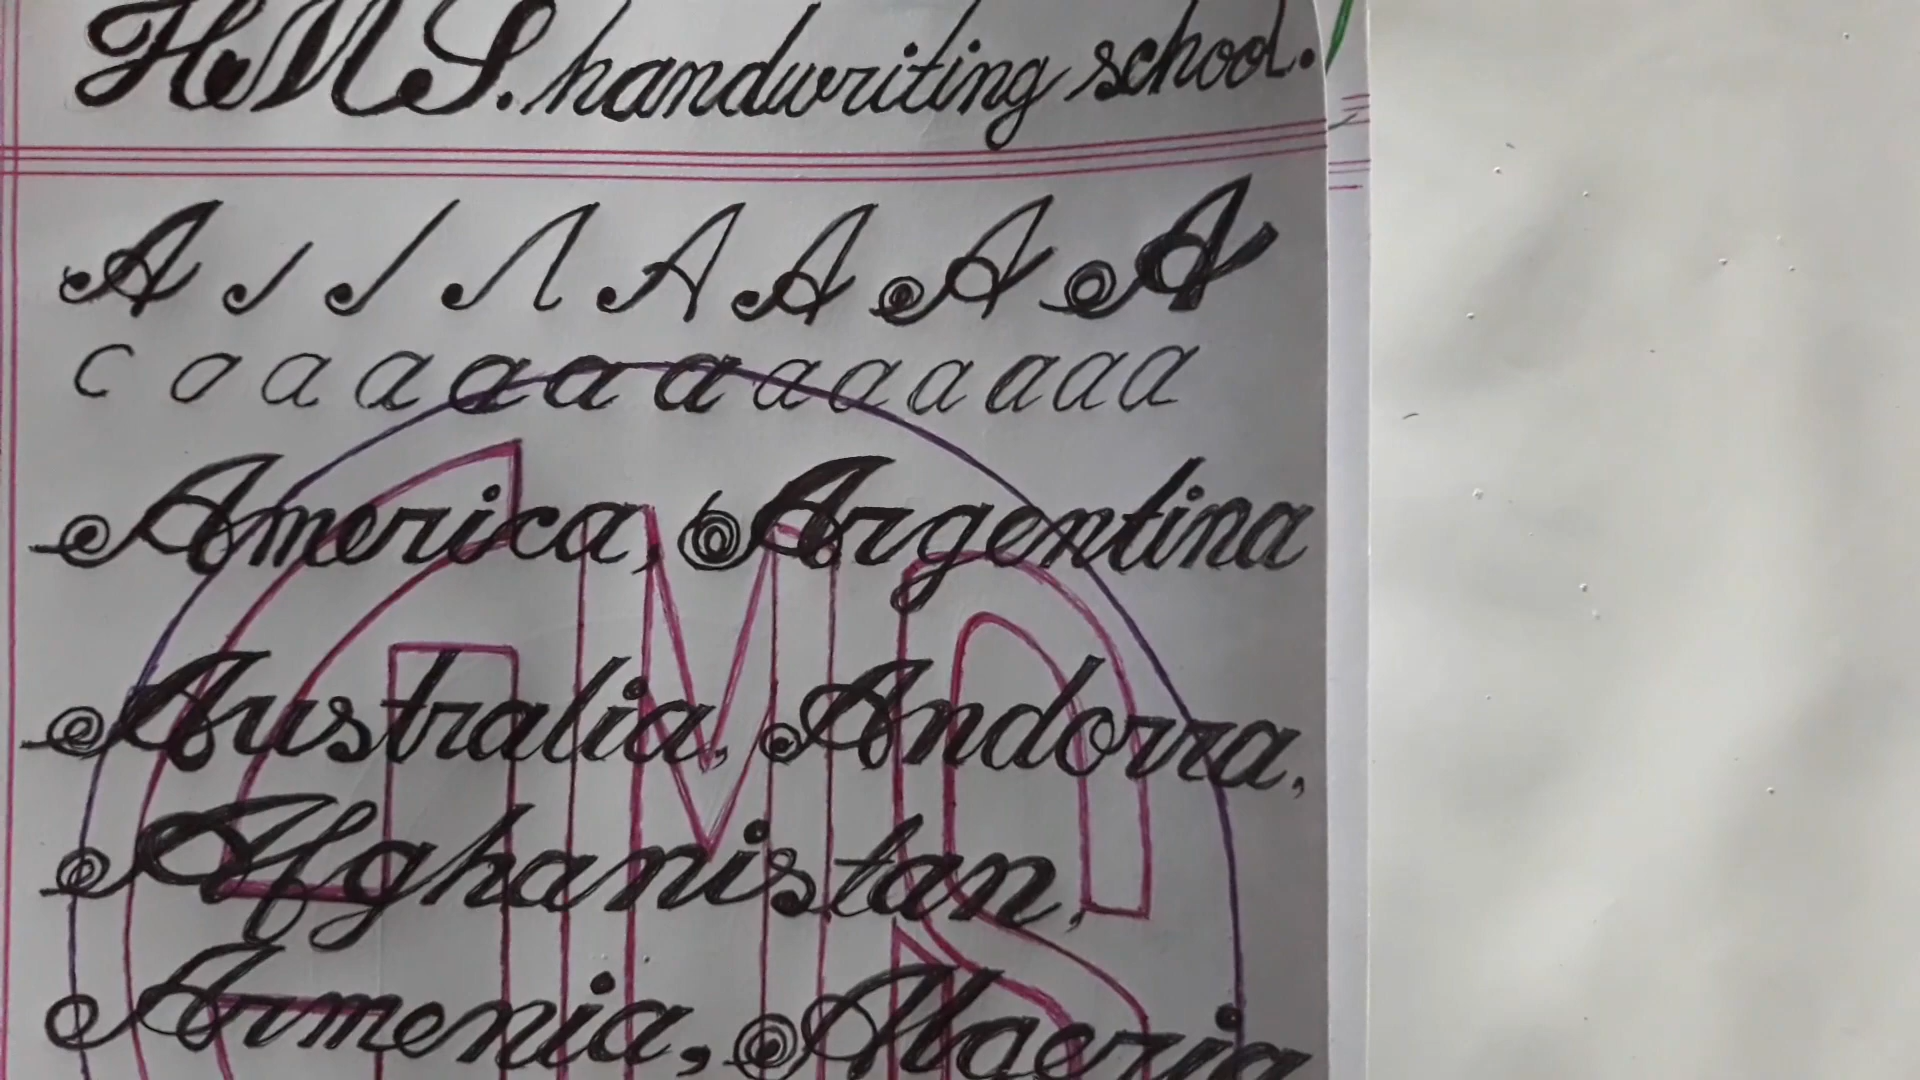 HMS. handwriting school.
A A A A A A
c o a a a a a a a a a a a
America, Argentina
Australia, Andorra,
Afghanistan,
Armenia, Algeria